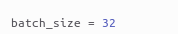 batch_size = 32